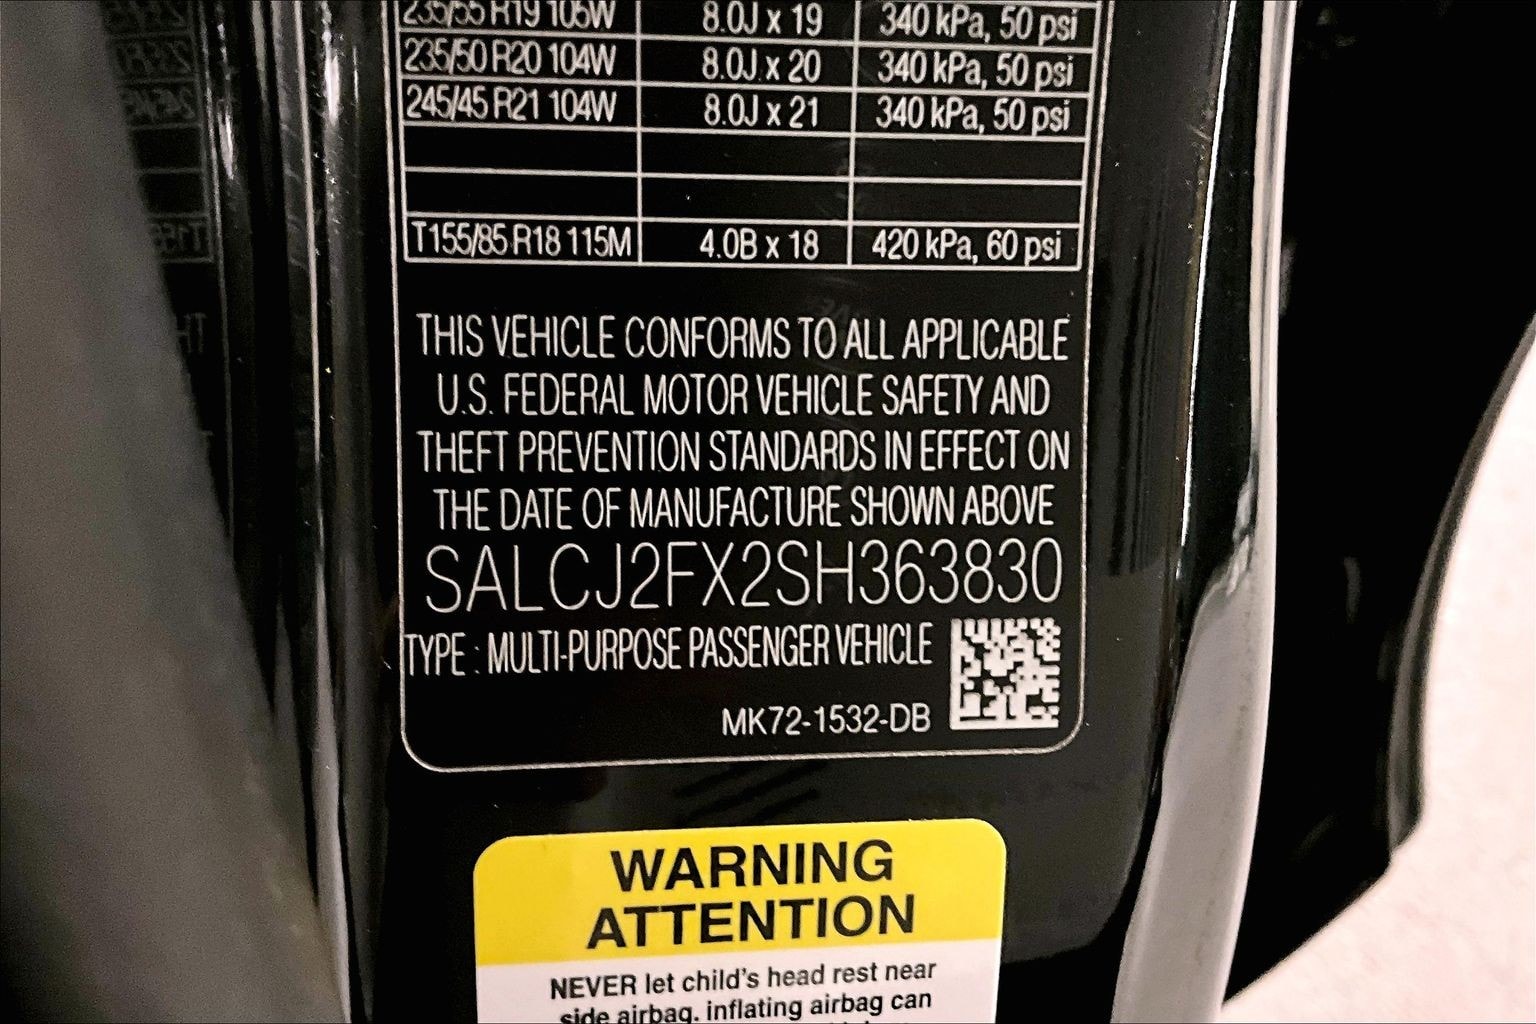 235/55 R19 105W 8.0J x 19 340 kPa, 50 psi
235/50 R20 104W 8.0J x 20 340 kPa, 50 psi
245/45 R21 104W 8.0J x 21 340 kPa, 50 psi
T155/85 R18 115M 4.0B x 18 420 kPa, 60 psi
THIS VEHICLE CONFORMS TO ALL APPLICABLE
U.S. FEDERAL MOTOR VEHICLE SAFETY AND
THEFT PREVENTION STANDARDS IN EFFECT ON
THE DATE OF MANUFACTURE SHOWN ABOVE
SALCJ2FX2SH363830
TYPE : MULTI-PURPOSE PASSENGER VEHICLE
MK72-1532-DB
WARNING
ATTENTION
NEVER let child's head rest near
side airbag. inflating airbag can